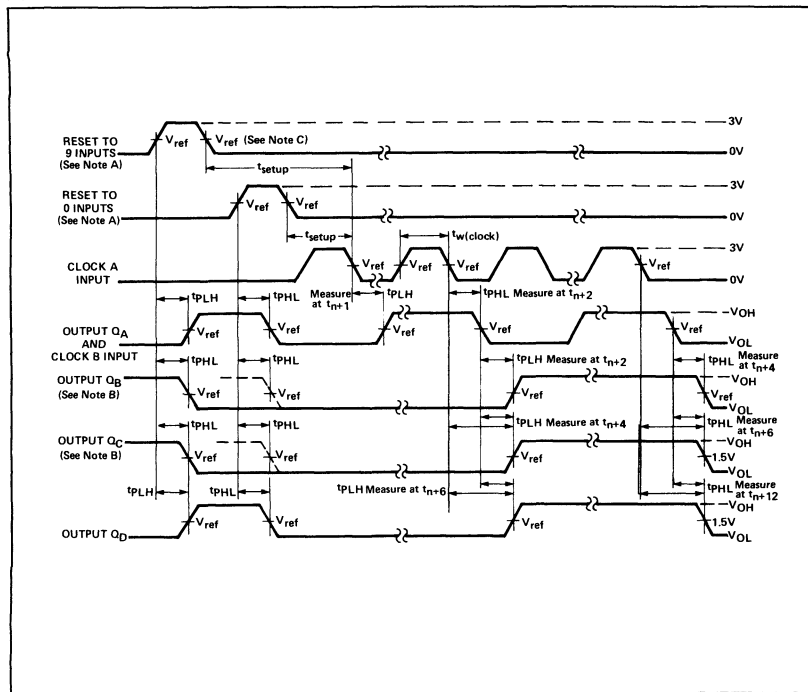 3V
RESET TO
9 INPUTS
(See Note A)
Vref
Vref (See Note C)
0V
tsetup
3V
RESET TO
0 INPUTS
(See Note A)
Vref
Vref
0V
tsetup
tw(clock)
3V
CLOCK A
INPUT
Vref
Vref
Vref
Vref
0V
tPLH
tPHL
Measure
at tn+1
tPLH
tPHL Measure at tn+2
VOH
OUTPUT QA
AND
CLOCK B INPUT
Vref
Vref
Vref
Vref
Vref
VOL
tPHL
tPHL
tPLH Measure at tn+2
tPHL Measure
at tn+4
VOH
OUTPUT QB
(See Note B)
Vref
Vref
Vref
Vref
VOL
tPHL
tPHL
tPLH Measure at tn+4
tPHL Measure
at tn+6
VOH
OUTPUT QC
(See Note B)
Vref
Vref
Vref
1.5V
VOL
tPLH
tPHL
tPLH Measure at tn+6
tPHL Measure
at tn+12
VOH
OUTPUT QD
Vref
Vref
Vref
1.5V
VOL